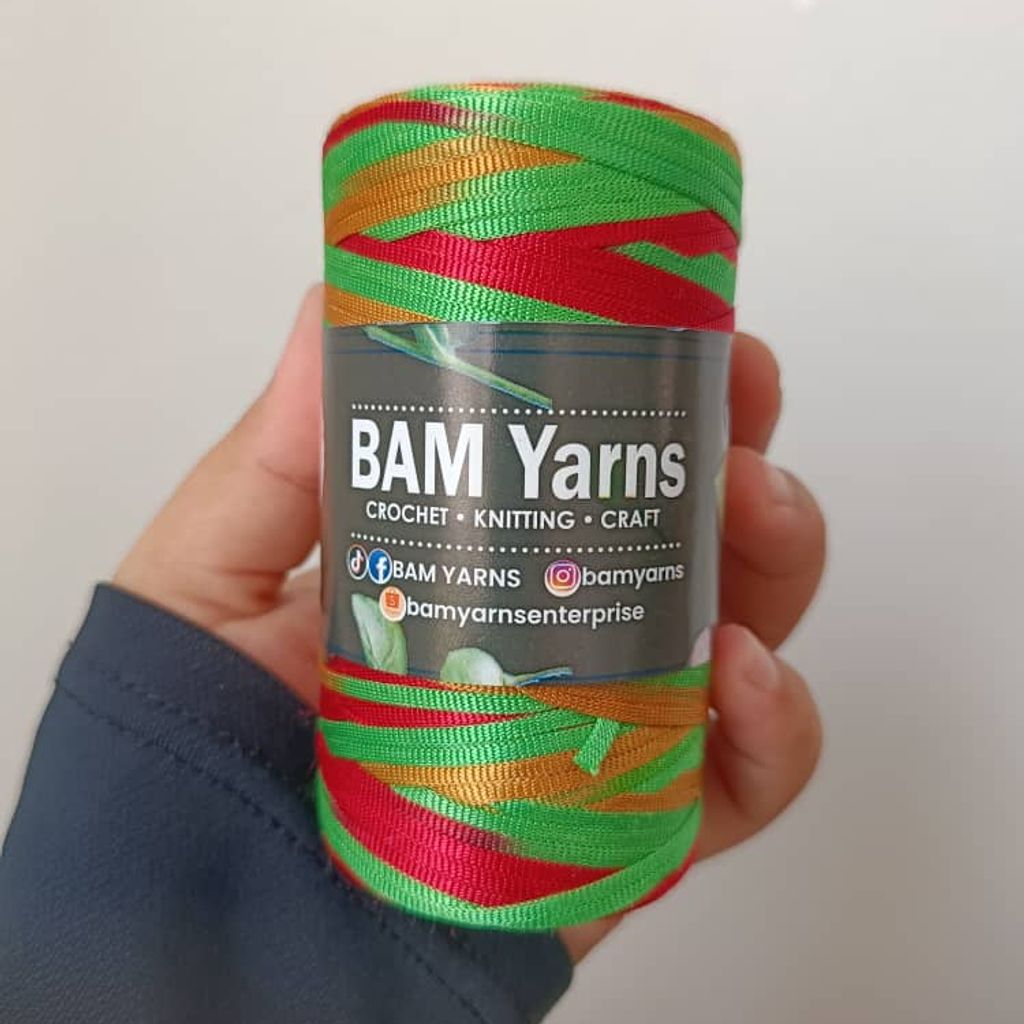 BAM Yarns
CROCHET • KNITTING • CRAFT
BAM YARNS bamyarns
bamyarnsenterprise